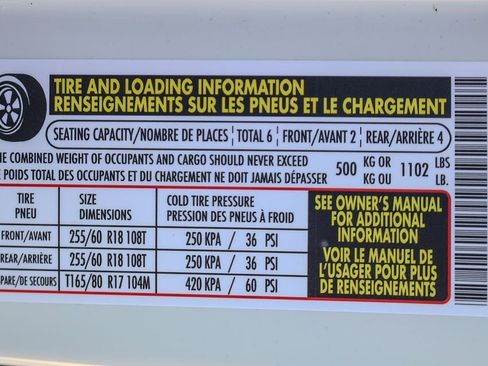 TIRE AND LOADING INFORMATION
RENSEIGNEMENTS SUR LES PNEUS ET LE CHARGEMENT
SEATING CAPACITY/NOMBRE DE PLACES TOTAL 6 FRONT/AVANT 2 REAR/ARRIÈRE 4
THE COMBINED WEIGHT OF OCCUPANTS AND CARGO SHOULD NEVER EXCEED 500 KG OR 1102 LBS
POIDS TOTAL DES OCCUPANTS ET DU CHARGEMENT NE DOIT JAMAIS DÉPASSER KG OU LB.
TIRE SIZE COLD TIRE PRESSURE
PNEU DIMENSIONS PRESSION DES PNEUS À FROID
FRONT/AVANT 255/60 R18 108T 250 KPA / 36 PSI
REAR/ARRIÈRE 255/60 R18 108T 250 KPA / 36 PSI
SPARE/DE SECOURS T165/80 R17 104M 420 KPA / 60 PSI
SEE OWNER'S MANUAL
FOR ADDITIONAL
INFORMATION
VOIR LE MANUEL DE
L'USAGER POUR PLUS
DE RENSEIGNEMENTS